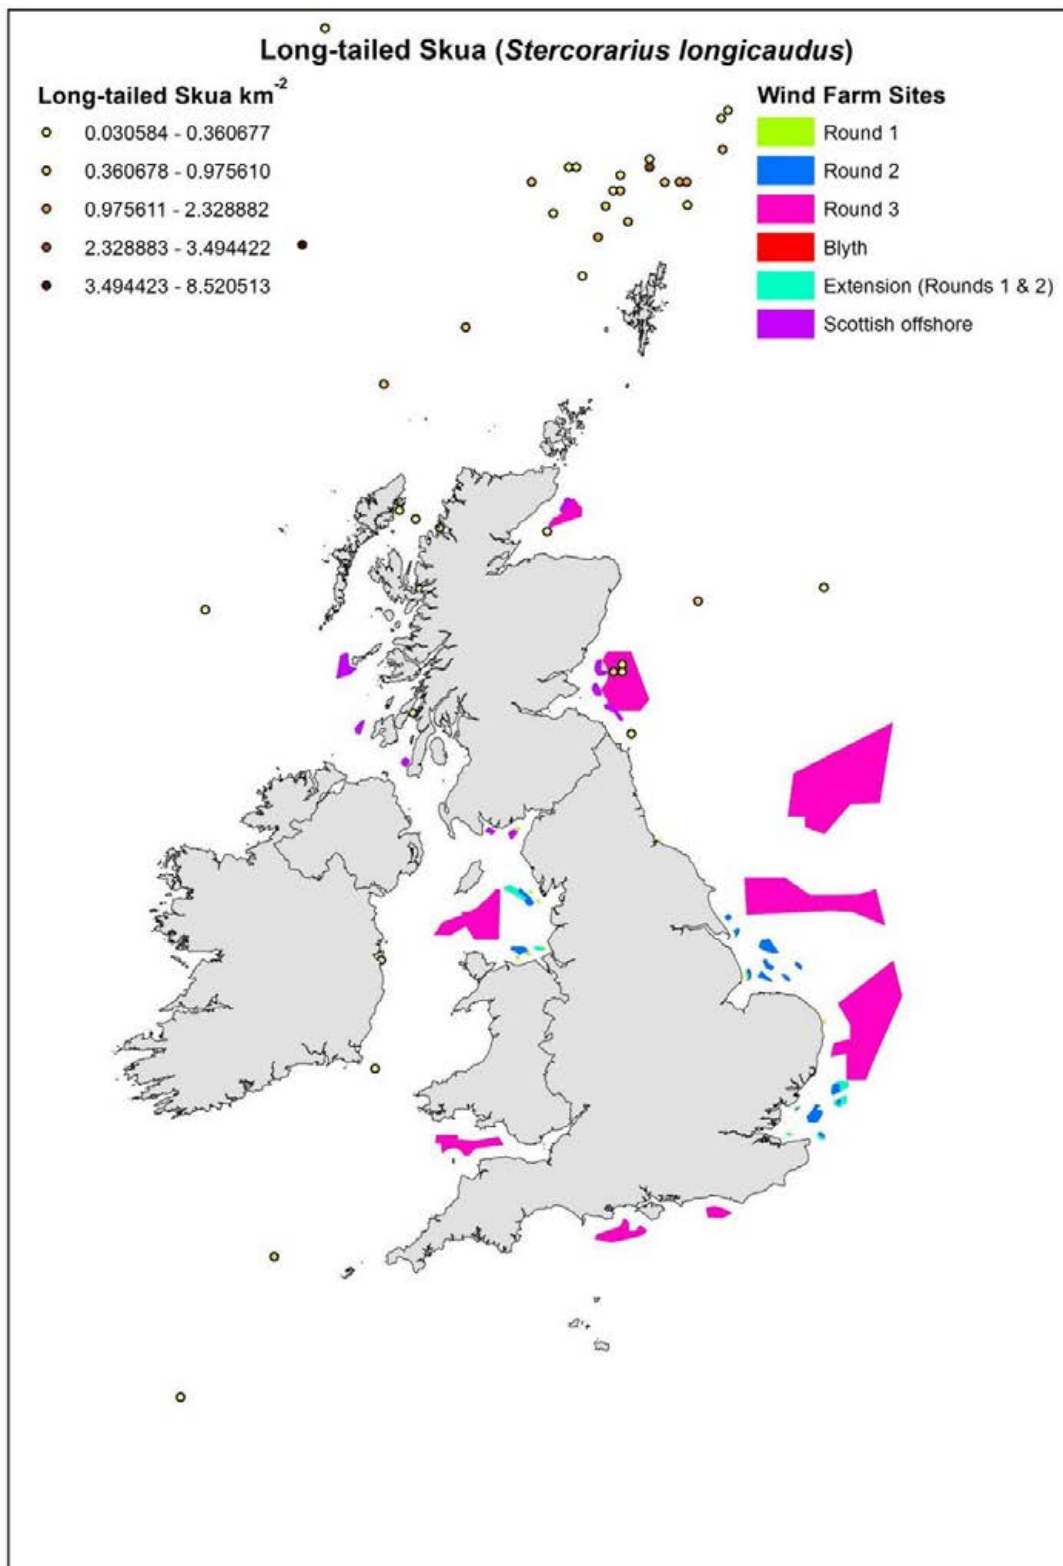 Long-tailed Skua (Stercorarius longicaudus)
Long-tailed Skua km-2
0.030584 - 0.360677
0.360678 - 0.975610
0.975611 - 2.328882
2.328883 - 3.494422
3.494423 - 8.520513
Wind Farm Sites
Round 1
Round 2
Round 3
Blyth
Extension (Rounds 1 & 2)
Scottish offshore